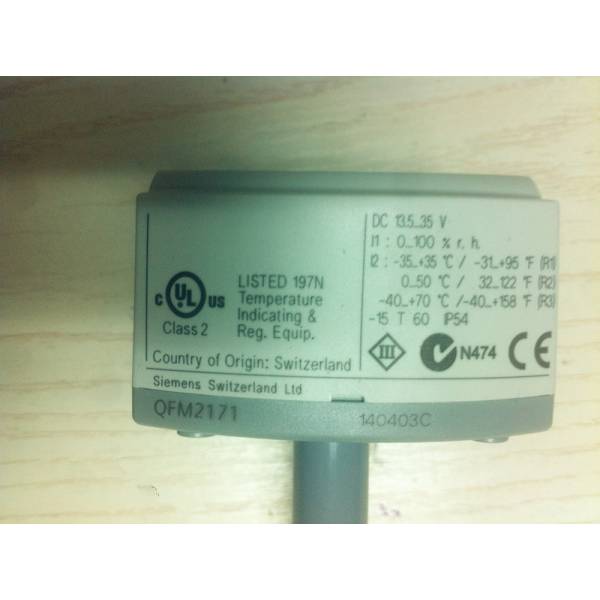 DC 13.5...35 V
I1 : 0...100 % r. h.
I2 : -35...+35 °C / -31...+95 °F (R1)
0...50 °C / 32...122 °F (R2)
-40...+70 °C /-40...+158 °F (R3)
-15 T 60 IP54
C UL US
LISTED 197N
Temperature
Indicating &
Reg. Equip.
Class 2
III
N474 CE
Country of Origin: Switzerland
Siemens Switzerland Ltd
QFM2171
140403C